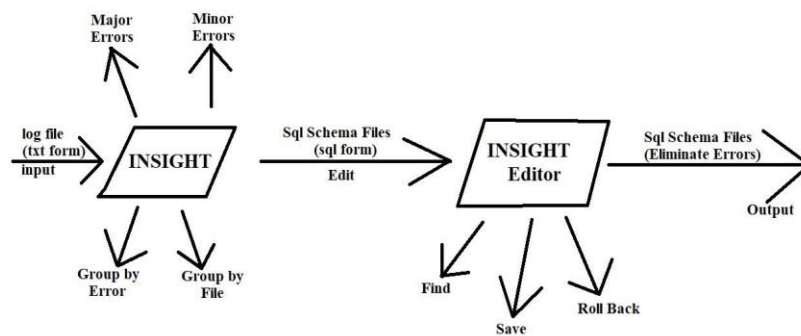 Major
Errors
Minor
Errors
log file
(txt form)
input
INSIGHT
Sql Schema Files
(sql form)
Edit
INSIGHT
Editor
Sql Schema Files
(Eliminate Errors)
Output
Group by
Error
Group by
File
Find
Save
Roll Back